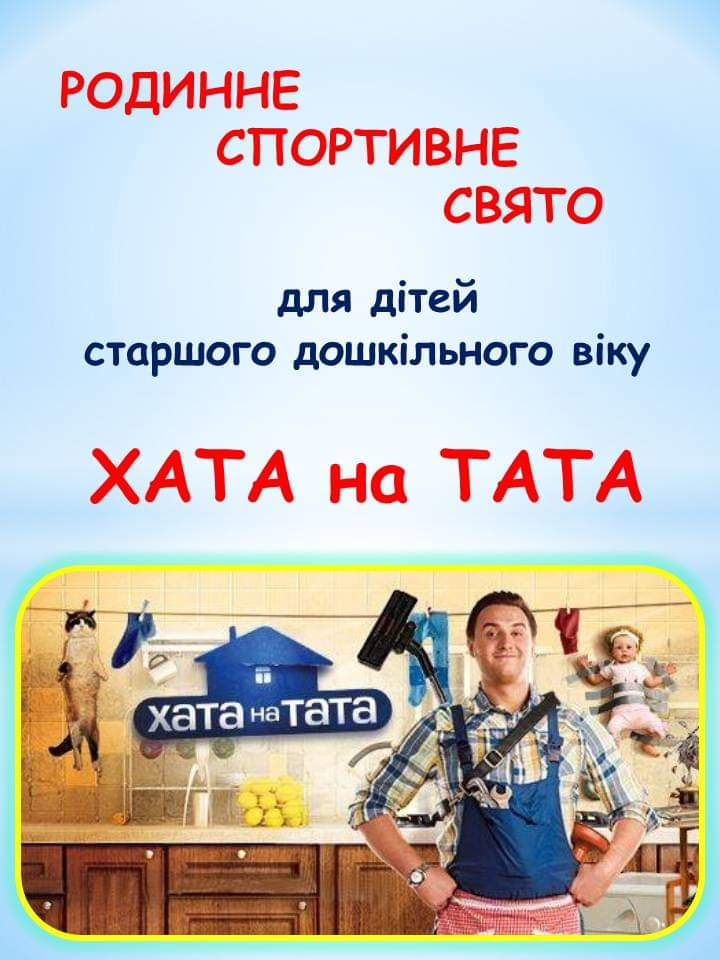 РОДИННЕ
СПОРТИВНЕ
СВЯТО
для дітей
старшого дошкільного віку
ХАТА на ТАТА
хата на тата